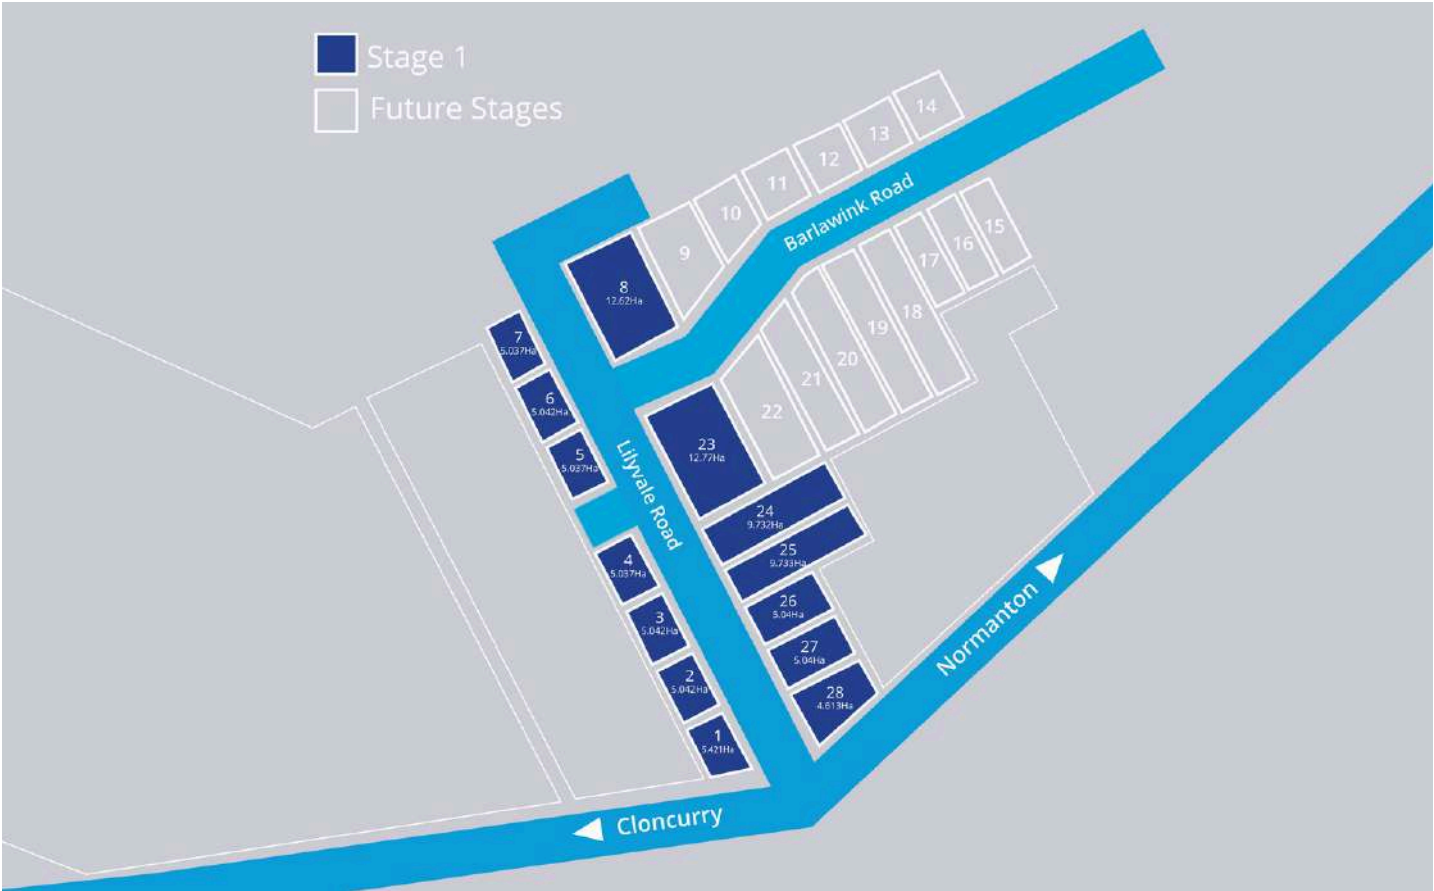 Stage 1
Future Stages
14
13
12
11
10
9
Barlawink Road
15
16
17
18
19
20
21
22
8
12.62Ha
7
5.037Ha
6
5.042Ha
5
5.037Ha
Lilyvale Road
23
12.77Ha
24
9.732Ha
25
9.733Ha
4
5.037Ha
3
5.042Ha
2
5.042Ha
1
5.421Ha
26
5.04Ha
27
5.04Ha
28
4.613Ha
Normanton
Cloncurry